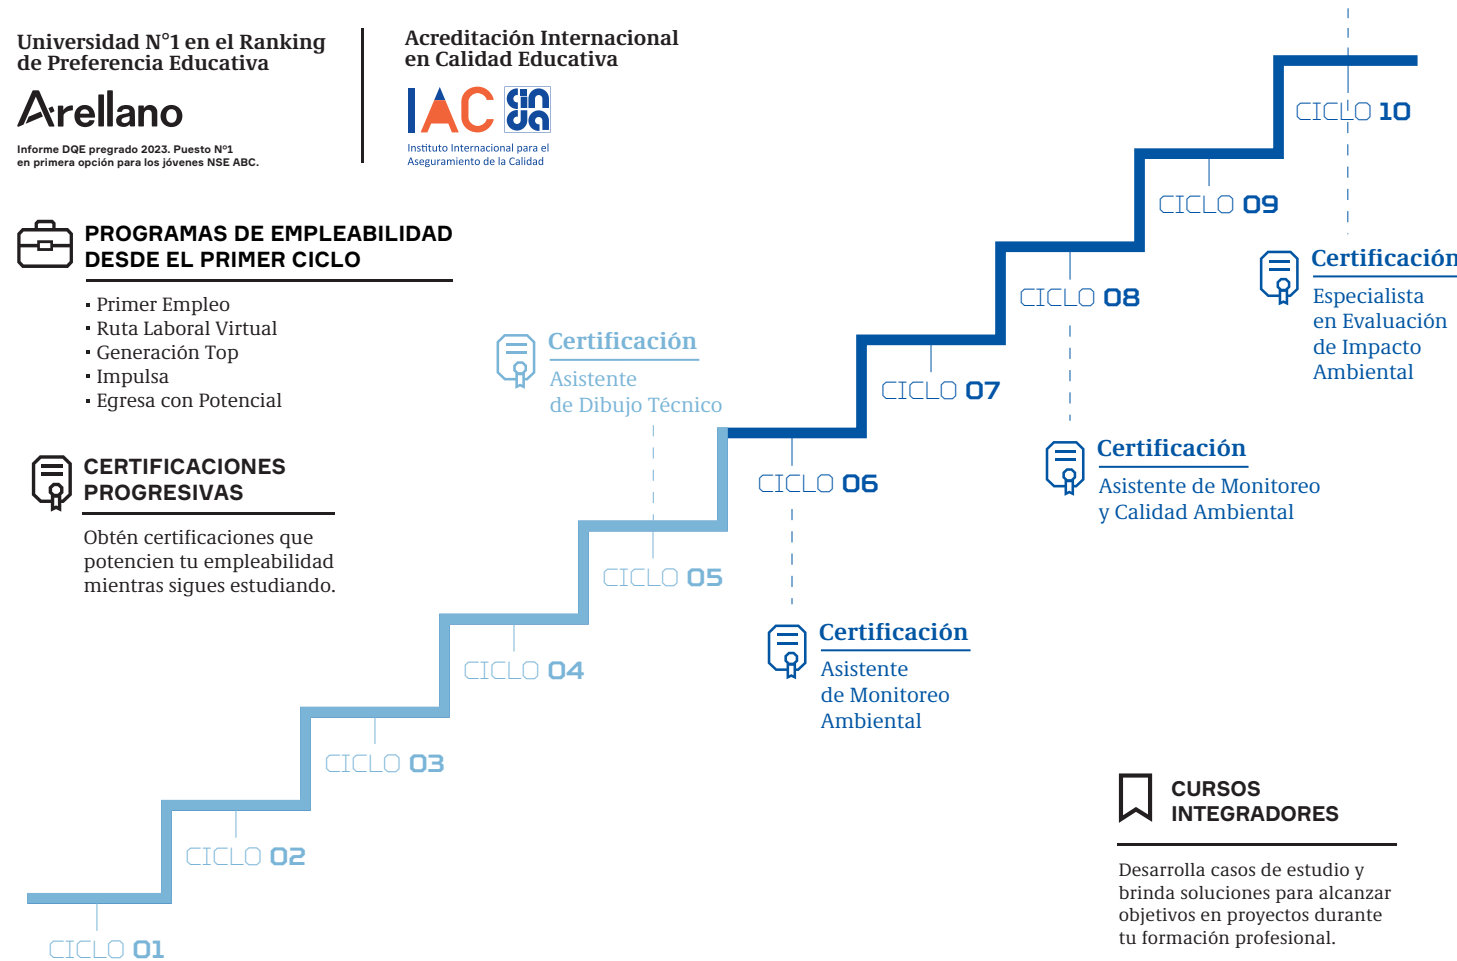 Universidad N°1 en el Ranking
de Preferencia Educativa
Arellano
Informe DQE pregrado 2023. Puesto Nº1
en primera opción para los jóvenes NSE ABC.
Acreditación Internacional
en Calidad Educativa
IAC cinda
Instituto Internacional para el
Aseguramiento de la Calidad
PROGRAMAS DE EMPLEABILIDAD
DESDE EL PRIMER CICLO
▪ Primer Empleo
▪ Ruta Laboral Virtual
▪ Generación Top
▪ Impulsa
▪ Egresa con Potencial
CERTIFICACIONES
PROGRESIVAS
Obtén certificaciones que
potencien tu empleabilidad
mientras sigues estudiando.
CICLO 01
CICLO 02
CICLO 03
CICLO 04
CICLO 05
Certificación
Asistente
de Dibujo Técnico
CICLO 06
Certificación
Asistente
de Monitoreo
Ambiental
CICLO 07
CICLO 08
Certificación
Asistente de Monitoreo
y Calidad Ambiental
CICLO 09
CICLO 10
Certificación
Especialista
en Evaluación
de Impacto
Ambiental
CURSOS
INTEGRADORES
Desarrolla casos de estudio y
brinda soluciones para alcanzar
objetivos en proyectos durante
tu formación profesional.